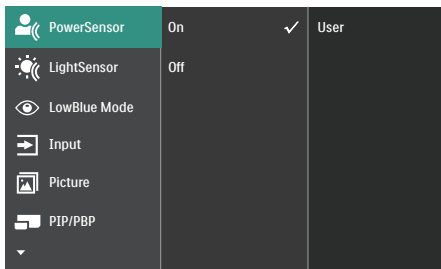 PowerSensor On User
LightSensor Off
LowBlue Mode
Input
Picture
PIP/PBP